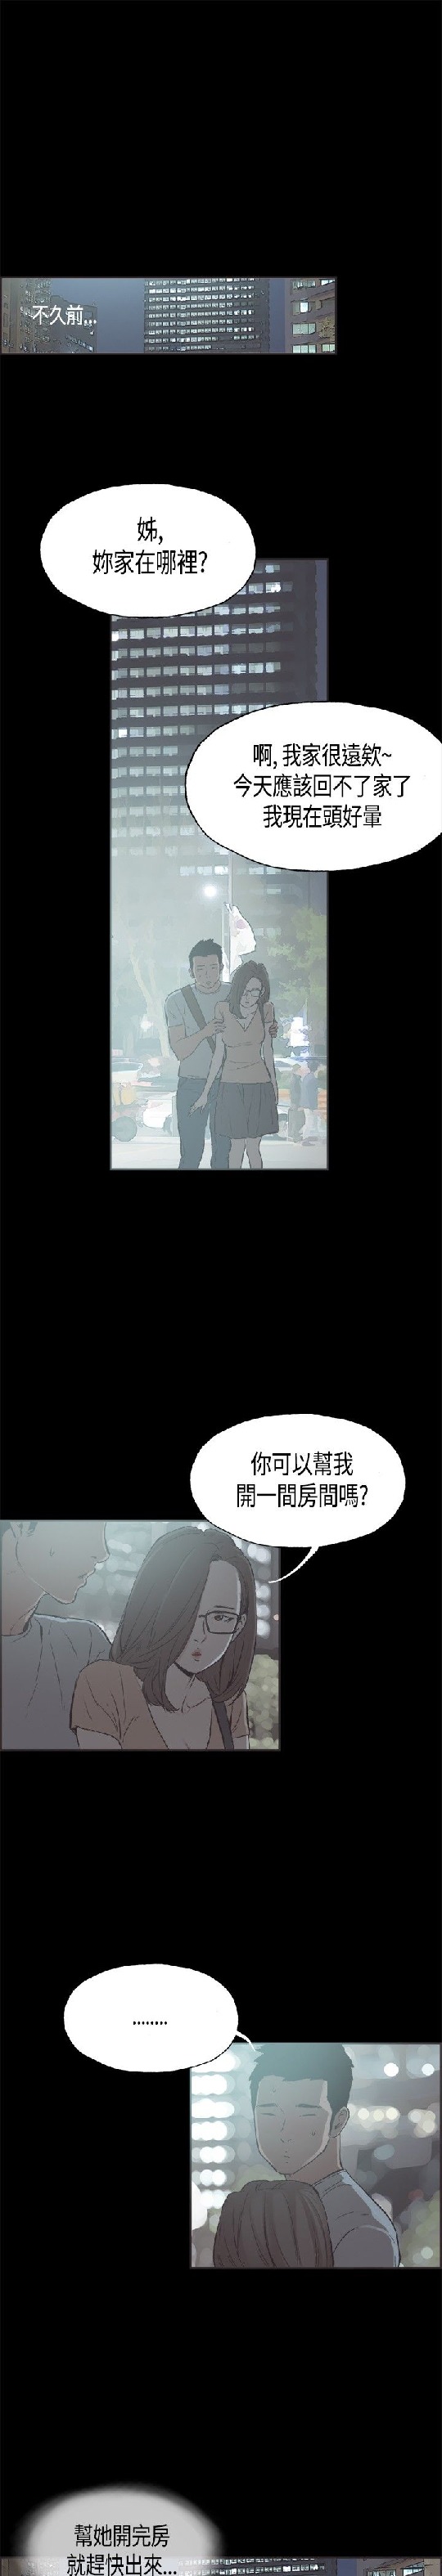 不久前...
姊,
妳家在哪裡?
啊, 我家很遠欸~
今天應該回不了家了
我現在頭好暈
你可以幫我
開一間房間嗎?
........
幫她開完房
就趕快出來...